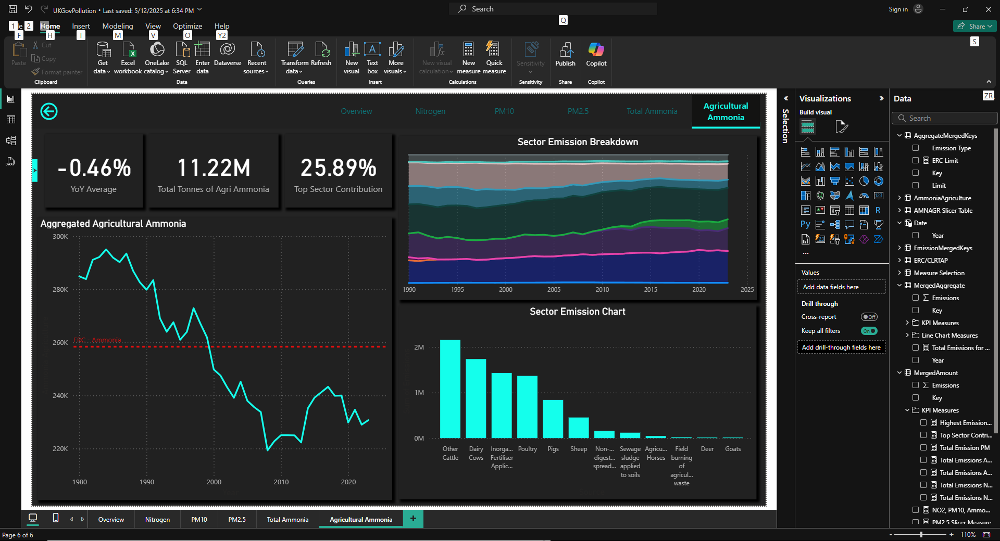 UKGovPollution • Last saved: 5/12/2025 at 6:34 PM
Search
Sign in
1 2 Home Insert Modeling View Optimize Help
Q
Share
F H I M V O Y2
S
Paste
Cut
Copy
Format painter
Clipboard
Get data
Excel workbook
OneLake catalog
SQL Server
Enter data
Dataverse
Recent sources
Data
Transform data
Refresh
Queries
New visual
Text box
More visuals
Insert
New visual calculation
New measure
Quick measure
Calculations
Sensitivity
Sensitivity
Publish
Share
Copilot
Copilot
ZR
Overview
Nitrogen
PM10
PM2.5
Total Ammonia
Agricultural
Ammonia
-0.46%
YoY Average
11.22M
Total Tonnes of Agri Ammonia
25.89%
Top Sector Contribution
Aggregated Agricultural Ammonia
300K
280K
260K
240K
220K
ERC - Ammonia
1980 1990 2000 2010 2020
Sector Emission Breakdown
1990 1995 2000 2005 2010 2015 2020 2025
Sector Emission Chart
2M
1M
0M
Other Cattle
Dairy Cows
Inorga... Fertiliser Applic...
Poultry
Pigs
Sheep
Non-... digest... spread...
Sewage sludge applied to soils
Agricu... Horses
Field burning of agricul... waste
Deer
Goats
Selection
Visualizations
Build visual
Values
Add data fields here
Drill through
Cross-report Off
Keep all filters On
Add drill-through fields here
Data
Search
AggregateMergedKeys
Emission Type
ERC Limit
Key
Limit
AmmoniaAgriculture
AMNAGR Slicer Table
Date
Year
EmissionMergedKeys
ERC/CLRTAP
Measure Selection
MergedAggregate
Emissions
Key
KPI Measures
Line Chart Measures
Total Emissions for ...
Year
MergedAmount
Emissions
Key
KPI Measures
Highest Emission...
Top Sector Contri...
Total Emission PM
Total Emissions A...
Total Emissions A...
Total Emissions N...
Total Emissions N...
NO2, PM10, Ammo...
PM2.5 Slicer Measure
Overview Nitrogen PM10 PM2.5 Total Ammonia Agricultural Ammonia +
Page 6 of 6
- + 110%